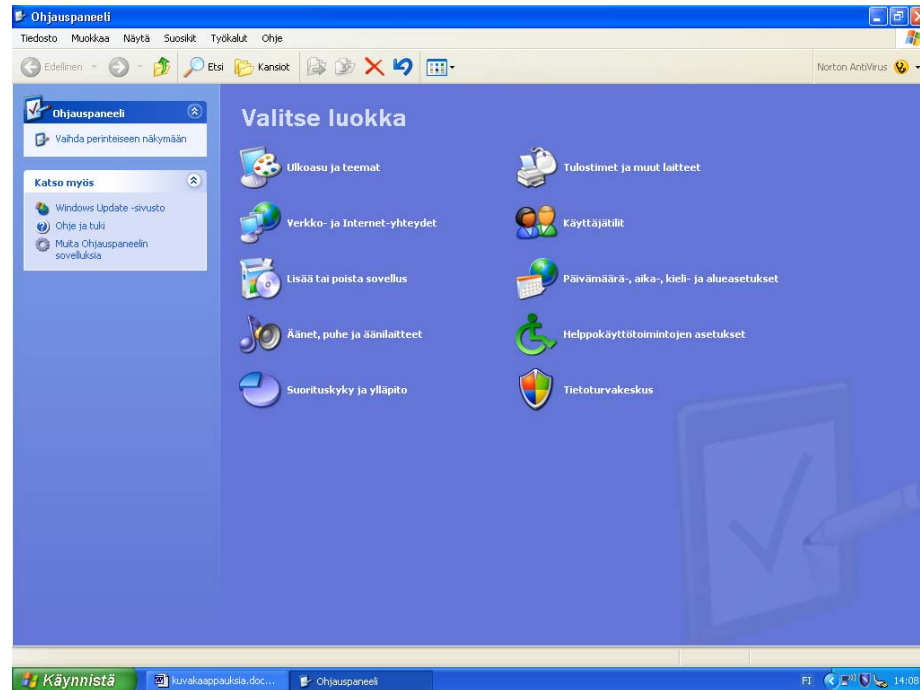 Ohjauspaneeli
Tiedosto Muokkaa Näytä Suosikit Työkalut Ohje
Edellinen Etsi Kansiot Norton AntiVirus
Ohjauspaneeli
Vaihda perinteiseen näkymään
Katso myös
Windows Update -sivusto
Ohje ja tuki
Muita Ohjauspaneelin
sovelluksia
Valitse luokka
Ulkoasu ja teemat
Tulostimet ja muut laitteet
Verkko- ja Internet-yhteydet
Käyttäjätilit
Lisää tai poista sovellus
Päivämäärä-, aika-, kieli- ja alueasetukset
Äänet, puhe ja äänilaitteet
Helppokäyttötoimintojen asetukset
Suorituskyky ja ylläpito
Tietoturvakeskus
Käynnistä kuvakaappauksia.doc... Ohjauspaneeli FI 14:08